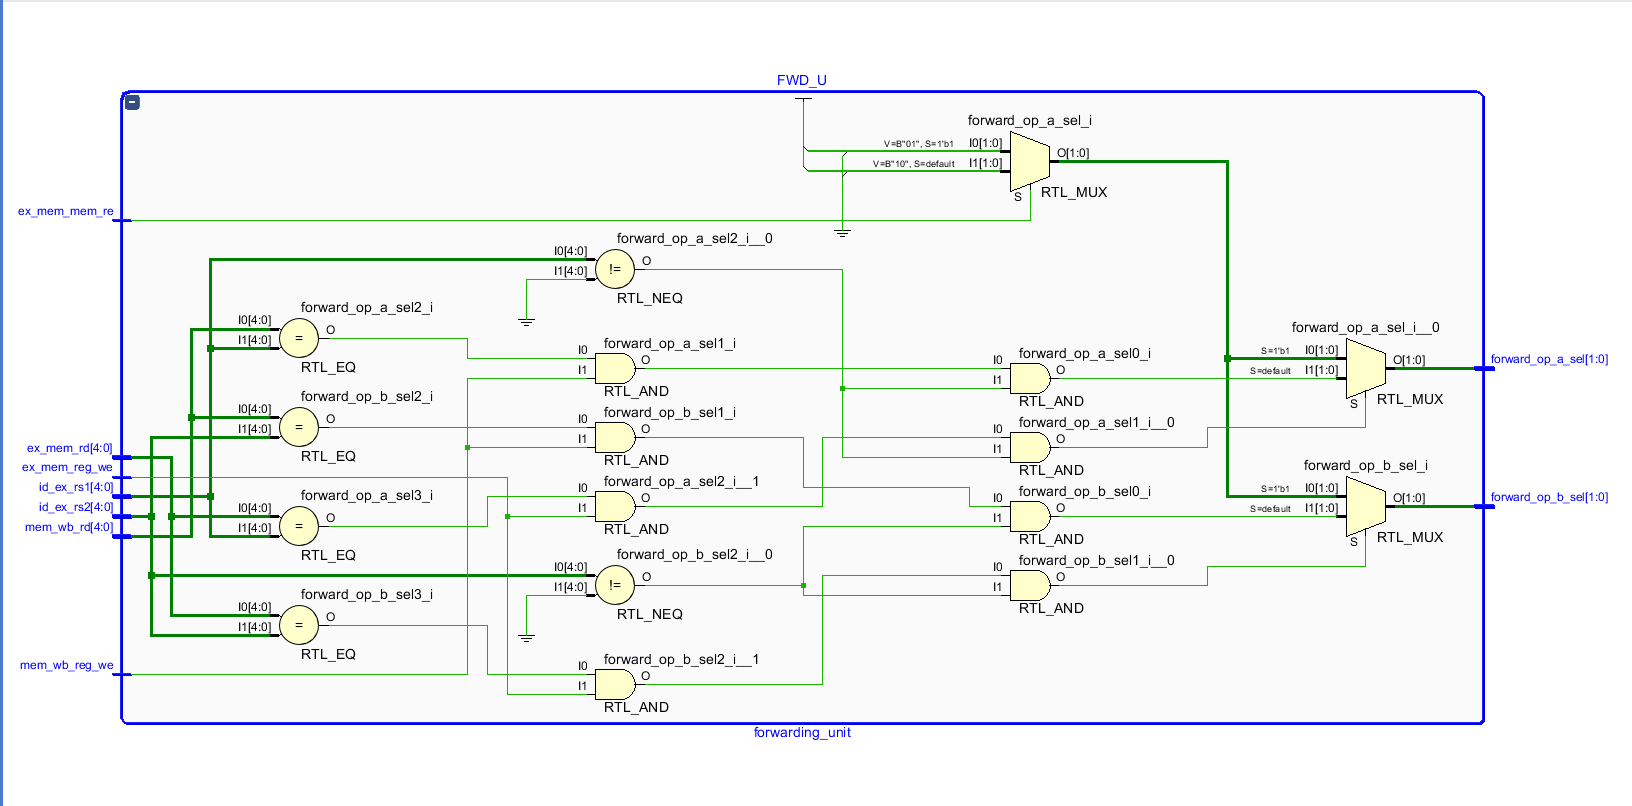 FWD_U
forward_op_a_sel_i
V=B"01", S=1'b1 I0[1:0] O[1:0]
V=B"10", S=default I1[1:0]
S RTL_MUX
ex_mem_mem_re
forward_op_a_sel2_i__0
I0[4:0] O
I1[4:0] !=
RTL_NEQ
forward_op_a_sel2_i
I0[4:0] O
I1[4:0] =
RTL_EQ
forward_op_a_sel1_i
I0 O
I1
RTL_AND
forward_op_a_sel0_i
I0 O
I1
RTL_AND
forward_op_a_sel_i__0
S=1'b1 I0[1:0] O[1:0] forward_op_a_sel[1:0]
S=default I1[1:0]
S RTL_MUX
forward_op_b_sel2_i
I0[4:0] O
I1[4:0] =
RTL_EQ
forward_op_b_sel1_i
I0 O
I1
RTL_AND
forward_op_a_sel1_i__0
I0 O
I1
RTL_AND
ex_mem_rd[4:0]
ex_mem_reg_we
id_ex_rs1[4:0]
id_ex_rs2[4:0]
mem_wb_rd[4:0]
forward_op_a_sel3_i
I0[4:0] O
I1[4:0] =
RTL_EQ
forward_op_a_sel2_i__1
I0 O
I1
RTL_AND
forward_op_b_sel0_i
I0 O
I1
RTL_AND
forward_op_b_sel_i
S=1'b1 I0[1:0] O[1:0] forward_op_b_sel[1:0]
S=default I1[1:0]
S RTL_MUX
forward_op_b_sel2_i__0
I0[4:0] O
I1[4:0] !=
RTL_NEQ
forward_op_b_sel1_i__0
I0 O
I1
RTL_AND
forward_op_b_sel3_i
I0[4:0] O
I1[4:0] =
RTL_EQ
mem_wb_reg_we
forward_op_b_sel2_i__1
I0 O
I1
RTL_AND
forwarding_unit